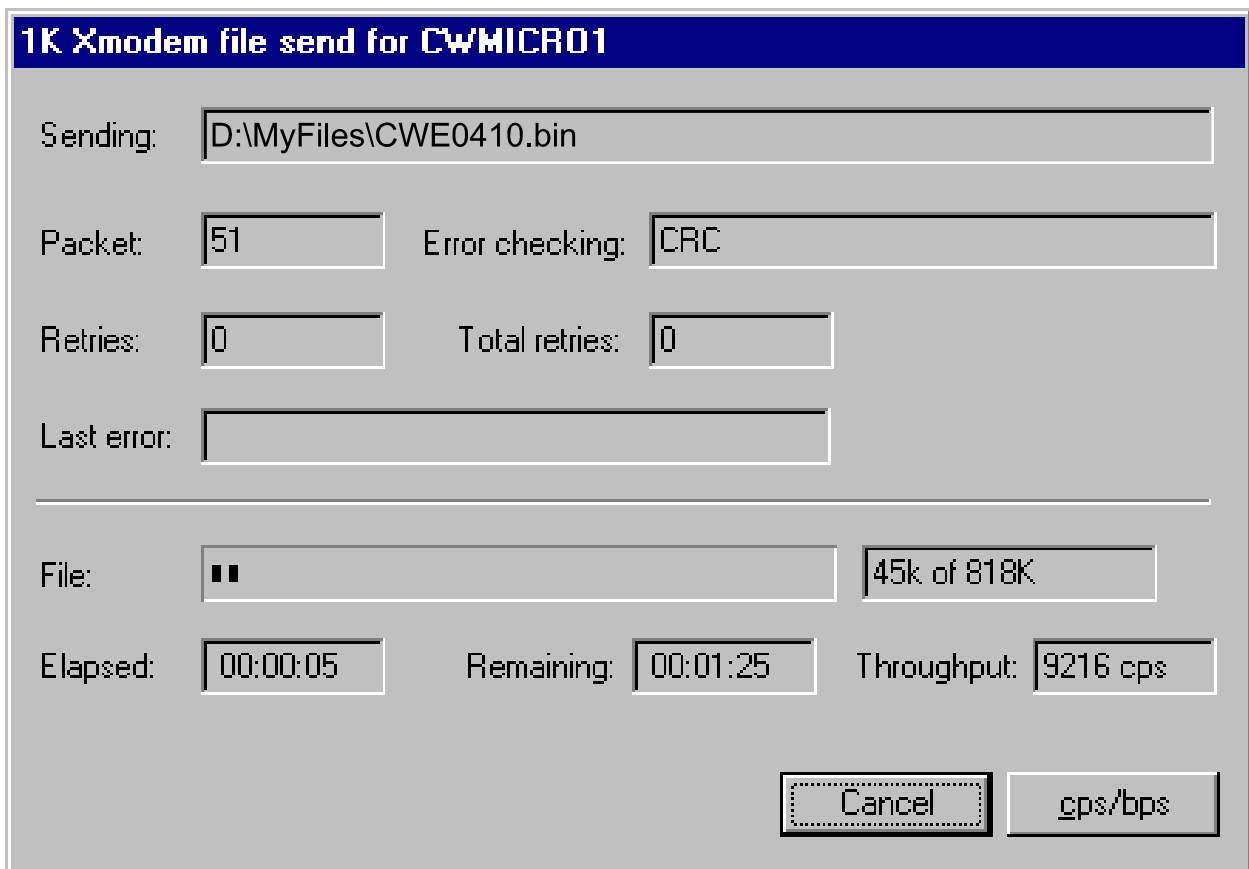 1K Xmodem file send for CWMICRO1
Sending: D:\MyFiles\CWE0410.bin
Packet: 51 Error checking: CRC
Retries: 0 Total retries: 0
Last error:
File: 45k of 818K
Elapsed: 00:00:05 Remaining: 00:01:25 Throughput: 9216 cps
Cancel cps/bps